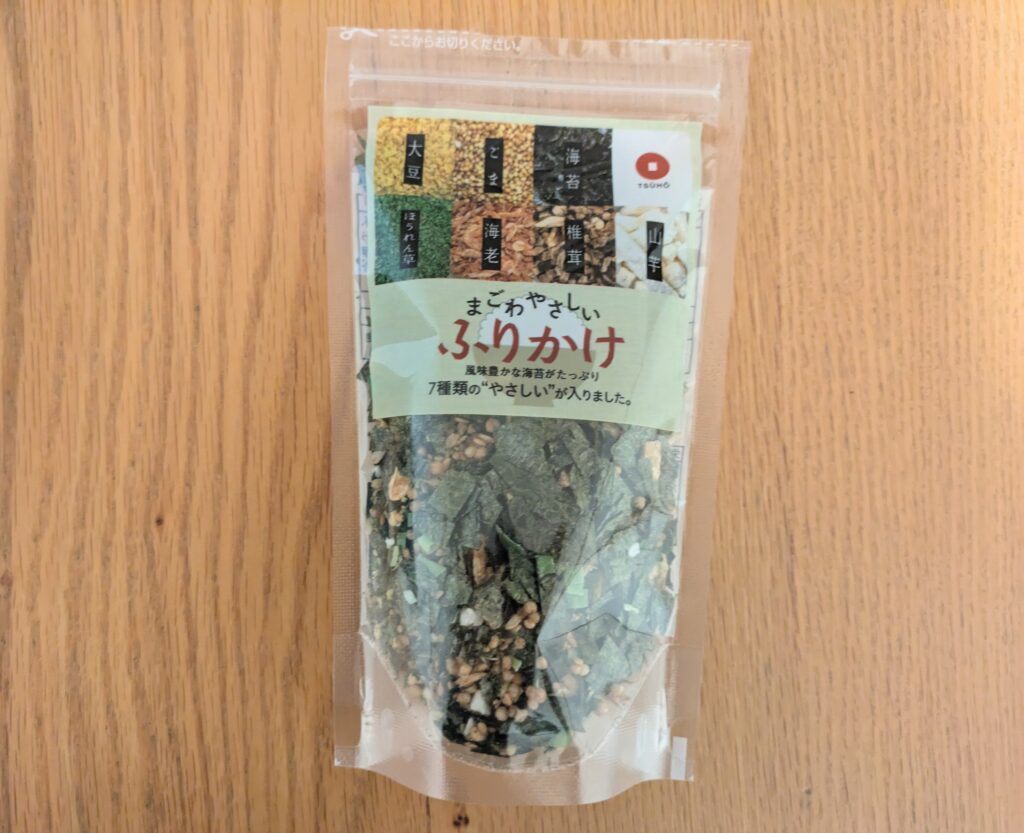 ここからお切りください。
大豆
ごま
海苔
TSŪHŌ
ほうれん草
海老
椎茸
山芋
まごわやさしい
ふりかけ
風味豊かな海苔がたっぷり
7種類の“やさしい”が入りました。